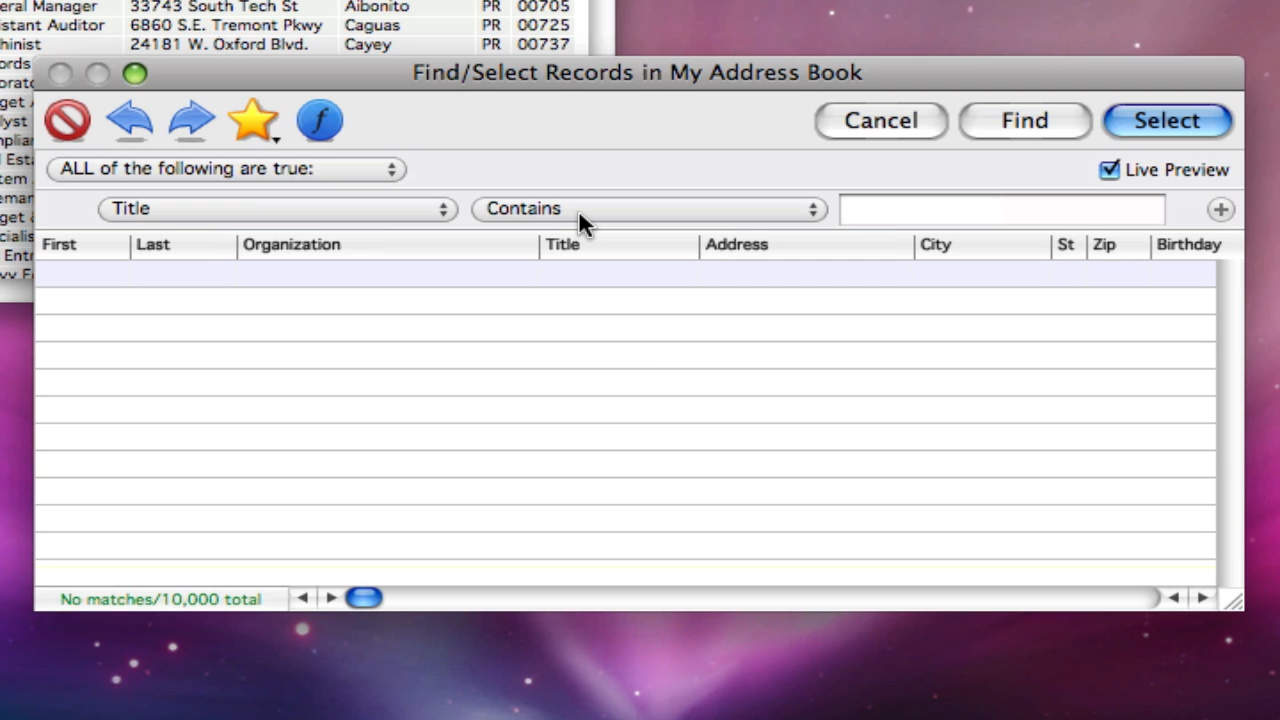 eral Manager 33743 South Tech St Aibonito PR 00705
istant Auditor 6860 S.E. Tremont Pkwy Caguas PR 00725
hinist 24181 W. Oxford Blvd. Cayey PR 00737
ords
orato
get
lyst
mplian
l Esta
tem
eman
get &
cialis
Entr
Find/Select Records in My Address Book
f
Cancel Find Select
ALL of the following are true: Live Preview
Title Contains
First Last Organization Title Address City St Zip Birthday
No matches/10,000 total